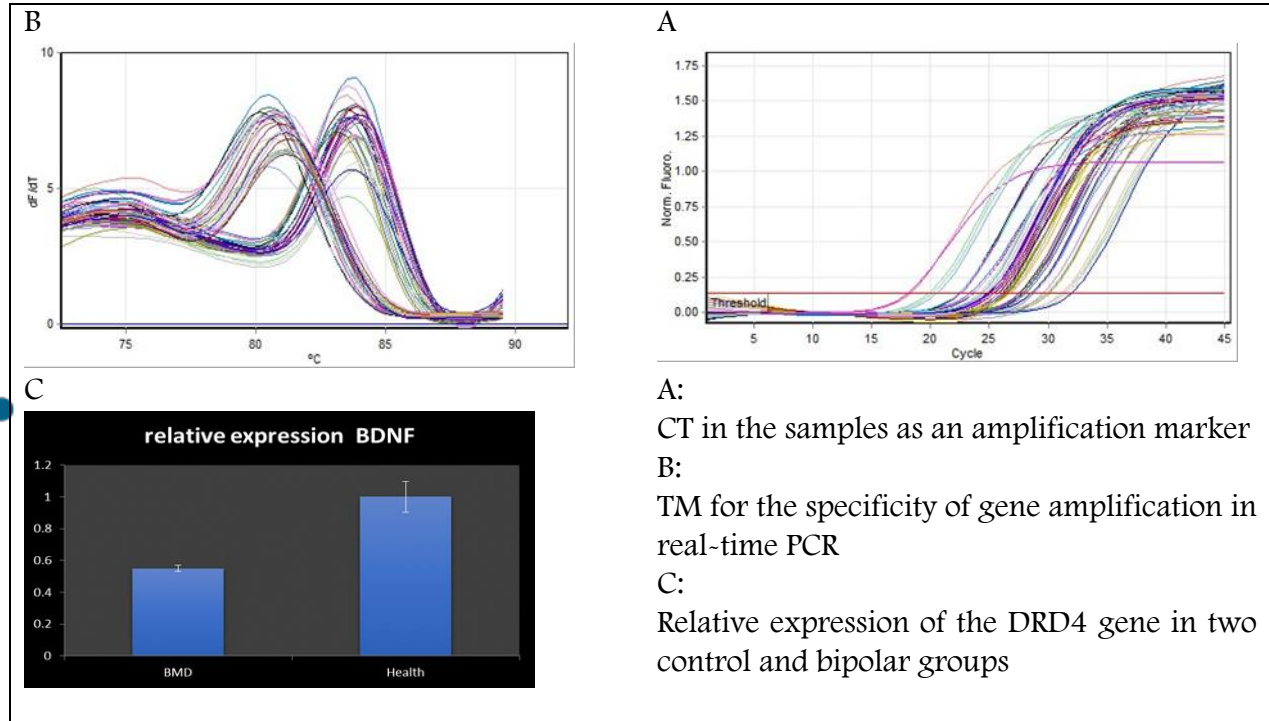 B
10
5
0
dF/dT
75
80
85
90
°C
A
1.75
1.50
1.25
1.00
0.75
0.50
0.25
0.00
Norm. Fluoro.
Threshold
5
10
15
20
25
30
35
40
45
Cycle
C
relative expression BDNF
1.2
1
0.8
0.6
0.4
0.2
0
BMD
Health
A:
CT in the samples as an amplification marker
B:
TM for the specificity of gene amplification in
real-time PCR
C:
Relative expression of the DRD4 gene in two
control and bipolar groups